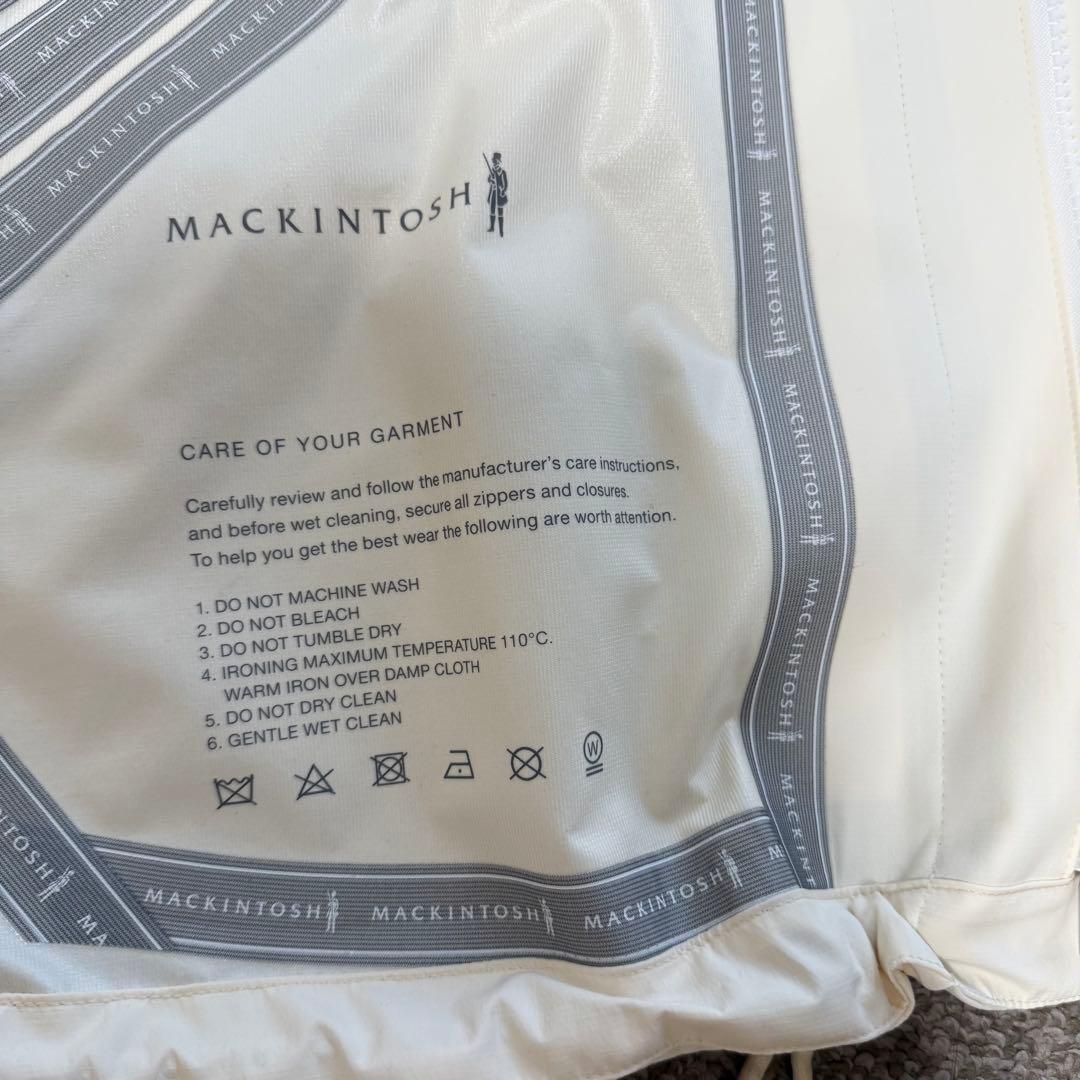 MACKINTOSH
MACKINTOSH
MACKINTOSH
MACKINTOSH
MACKINTOSH
MACKINTOSH
CARE OF YOUR GARMENT
Carefully review and follow the manufacturer's care instructions,
and before wet cleaning, secure all zippers and closures.
To help you get the best wear the following are worth attention.
1. DO NOT MACHINE WASH
2. DO NOT BLEACH
3. DO NOT TUMBLE DRY
4. IRONING MAXIMUM TEMPERATURE 110°C.
WARM IRON OVER DAMP CLOTH
5. DO NOT DRY CLEAN
6. GENTLE WET CLEAN
W
MACKINTOSH
MACKINT
MACKINTOSH
MACKINTOSH
MACKINTOSH